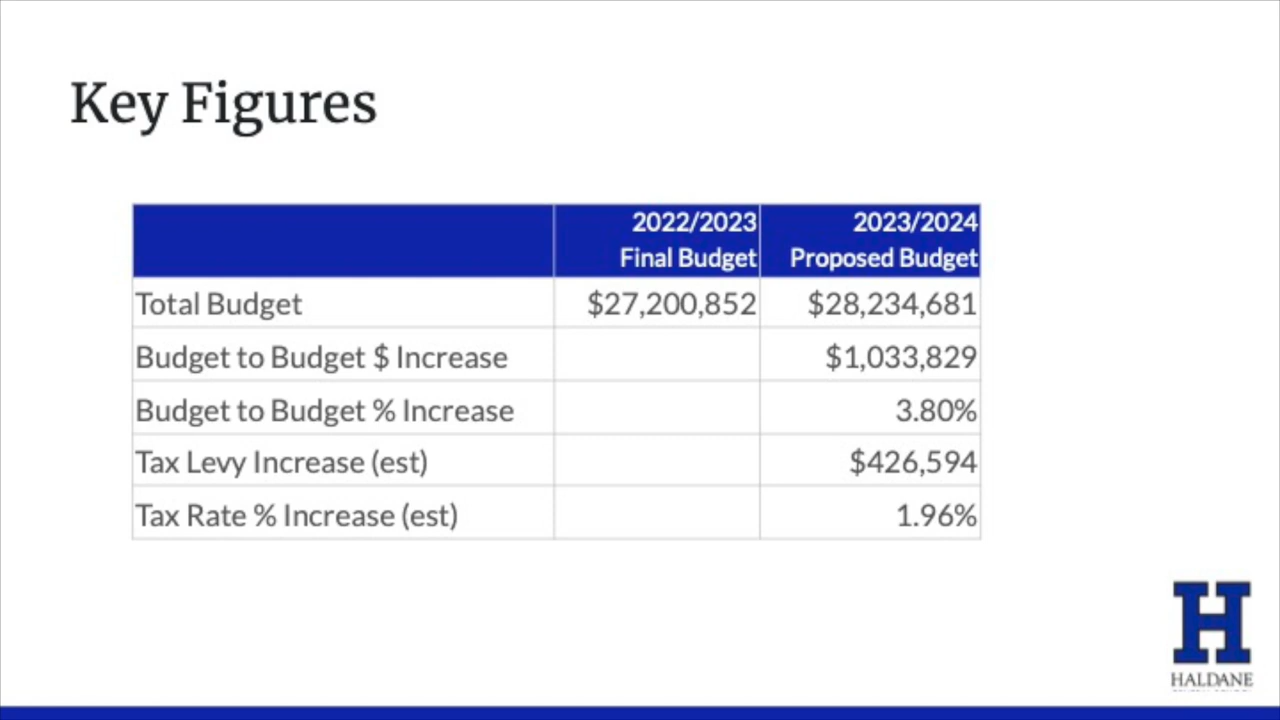 Key Figures
2022/2023 2023/2024
Final Budget Proposed Budget
Total Budget $27,200,852 $28,234,681
Budget to Budget $ Increase $1,033,829
Budget to Budget % Increase 3.80%
Tax Levy Increase (est) $426,594
Tax Rate % Increase (est) 1.96%
H
HALDANE